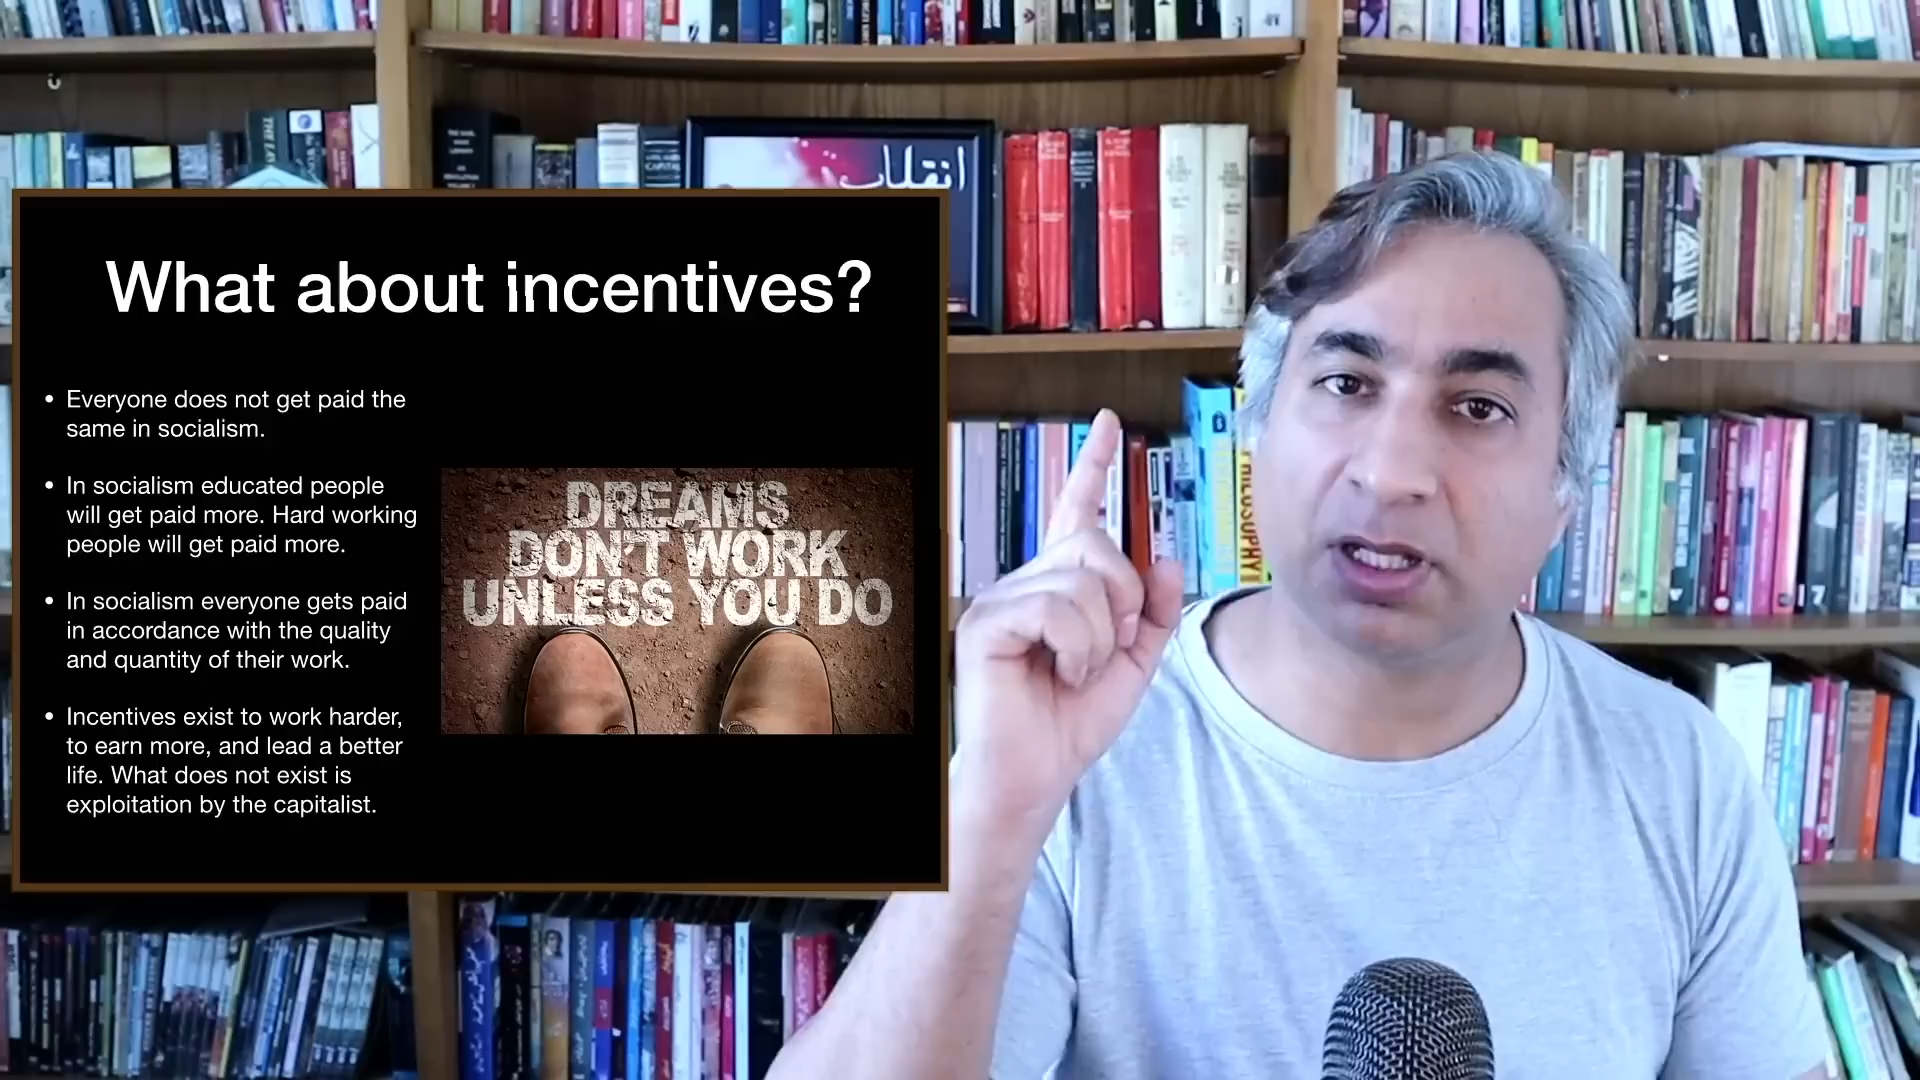 انقلاب
What about incentives?
• Everyone does not get paid the
same in socialism.
• In socialism educated people
will get paid more. Hard working
people will get paid more.
• In socialism everyone gets paid
in accordance with the quality
and quantity of their work.
• Incentives exist to work harder,
to earn more, and lead a better
life. What does not exist is
exploitation by the capitalist.
DREAMS
DON'T WORK
UNLESS YOU DO
PHILOSOPHY